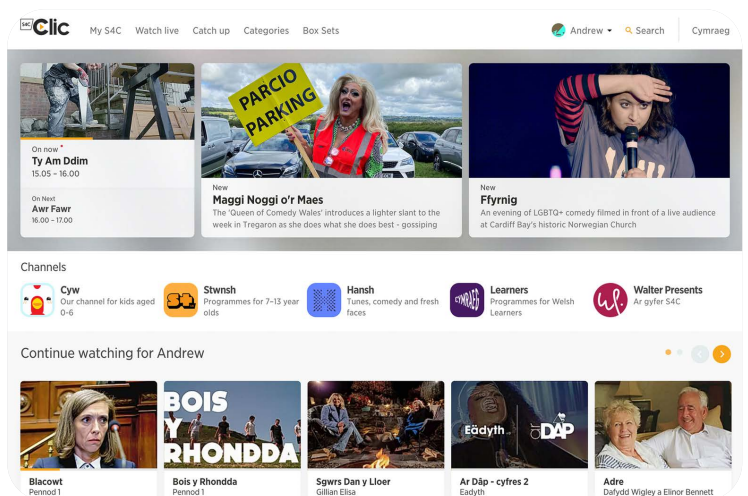 S4C Clic
My S4C Watch live Catch up Categories Box Sets
Andrew Search Cymraeg
On now
Ty Am Ddim
15.05 – 16.00
On Next
Awr Fawr
16.00 – 17.00
PARCIO
PARKING
New
Maggi Noggi o'r Maes
The 'Queen of Comedy Wales' introduces a lighter slant to the
week in Tregaron as she does what she does best - gossiping
New
Ffyrnig
An evening of LGBTQ+ comedy filmed in front of a live audience
at Cardiff Bay's historic Norwegian Church
Channels
Cyw
Our channel for kids aged
0-6
Stwnsh
Programmes for 7–13 year
olds
Hansh
Tunes, comedy and fresh
faces
CYMRAEG
Learners
Programmes for Welsh
Learners
W.P.
Walter Presents
Ar gyfer S4C
Continue watching for Andrew
Blacowt
Pennod 1
BOIS
Y
RHONDDA
Bois y Rhondda
Pennod 1
Sgwrs Dan y Lloer
Gillian Elisa
Eädyth
ar DÂP
Ar Dâp - cyfres 2
Eadyth
Adre
Dafydd Wigley a Elinor Bennett